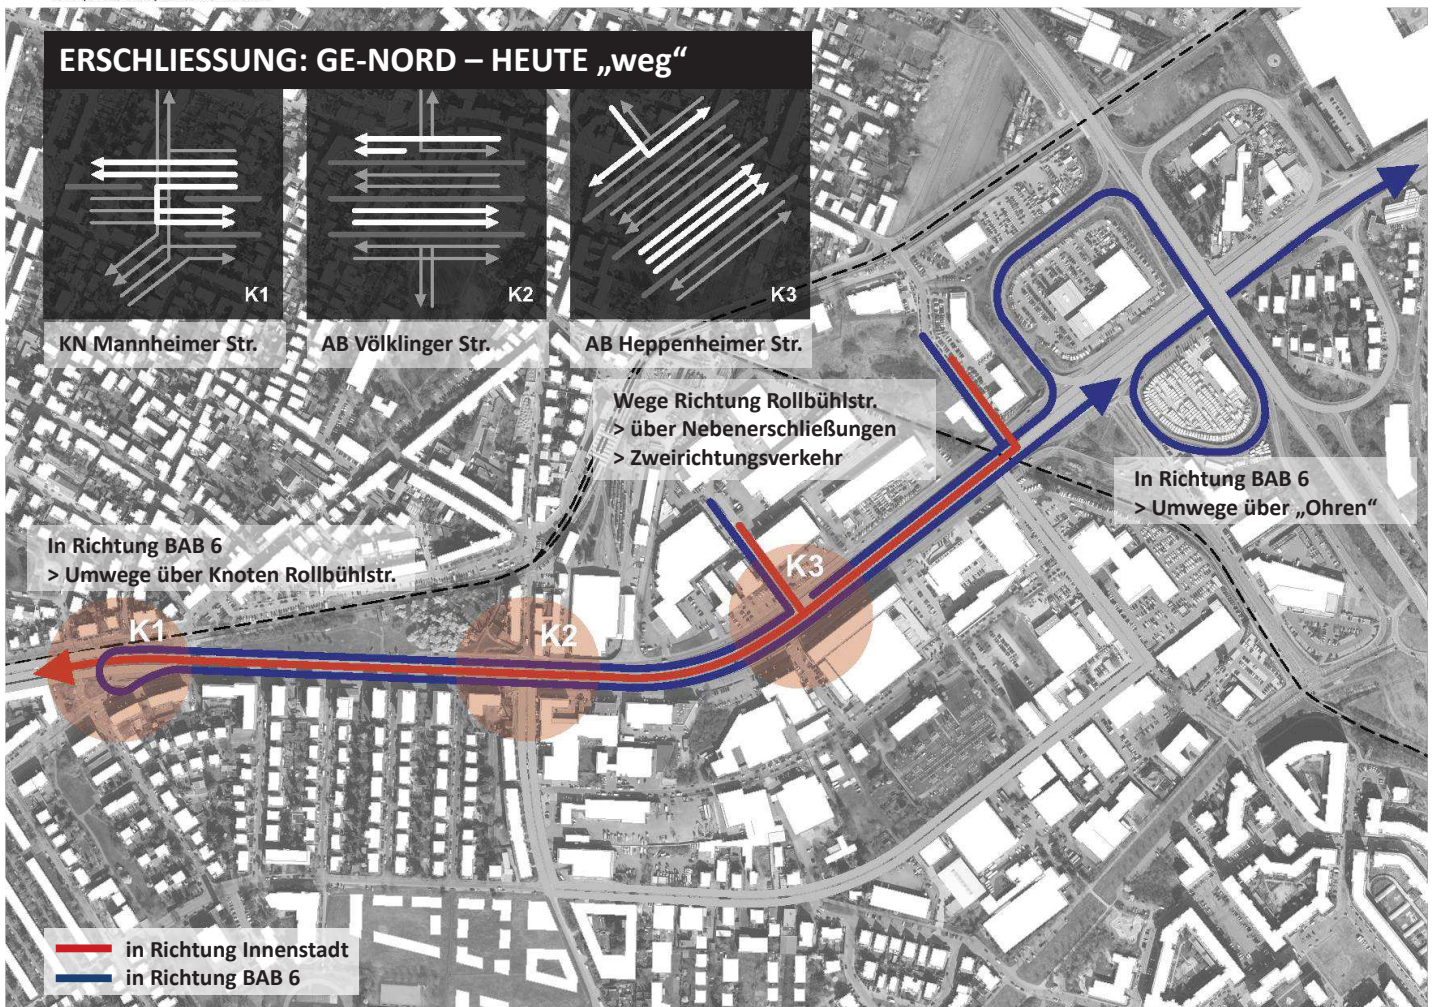 ERSCHLIESSUNG: GE-NORD – HEUTE „weg“
K1
K2
K3
KN Mannheimer Str.
AB Völklinger Str.
AB Heppenheimer Str.
Wege Richtung Rollbühlstr.
> über Nebenerschließungen
> Zweirichtungsverkehr
In Richtung BAB 6
> Umwege über „Ohren“
In Richtung BAB 6
> Umwege über Knoten Rollbühlstr.
K3
K1
K2
in Richtung Innenstadt
in Richtung BAB 6